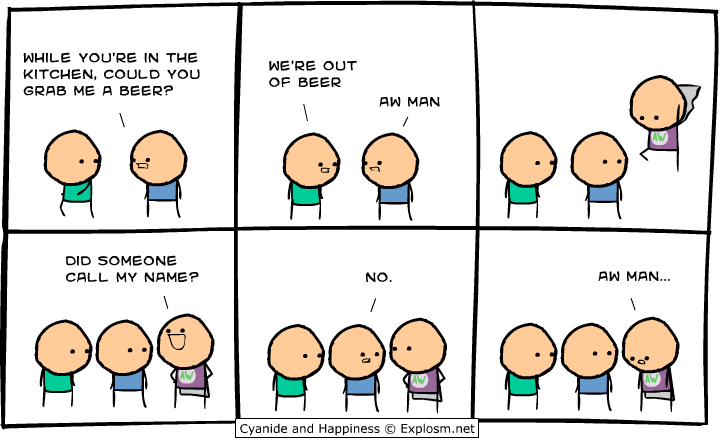 WHILE YOU'RE IN THE
KITCHEN, COULD YOU
GRAB ME A BEER?
WE'RE OUT
OF BEER
AW MAN
AW
DID SOMEONE
CALL MY NAME?
AW
NO.
AW
AW MAN...
AW
Cyanide and Happiness © Explosm.net